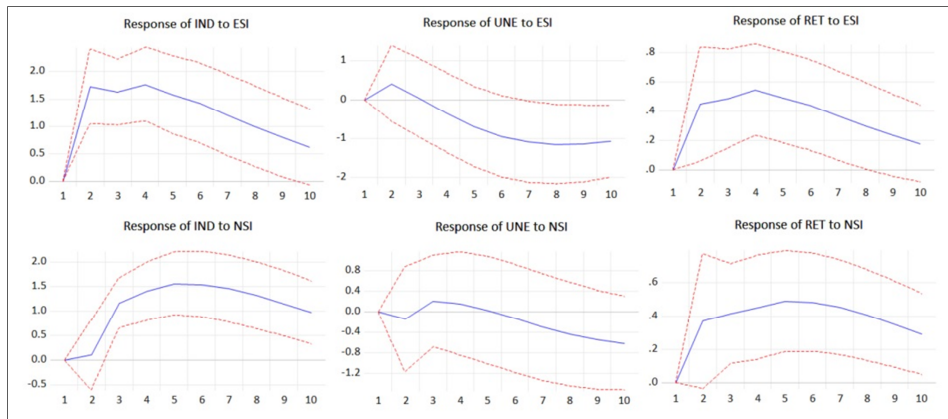 Response of IND to ESI
2.0
1.5
1.0
0.5
0.0
1 2 3 4 5 6 7 8 9 10
Response of UNE to ESI
1
0
-1
-2
1 2 3 4 5 6 7 8 9 10
Response of RET to ESI
.8
.6
.4
.2
.0
1 2 3 4 5 6 7 8 9 10
Response of IND to NSI
2.0
1.5
1.0
0.5
0.0
-0.5
1 2 3 4 5 6 7 8 9 10
Response of UNE to NSI
0.8
0.4
0.0
-0.4
-0.8
-1.2
1 2 3 4 5 6 7 8 9 10
Response of RET to NSI
.6
.4
.2
.0
1 2 3 4 5 6 7 8 9 10